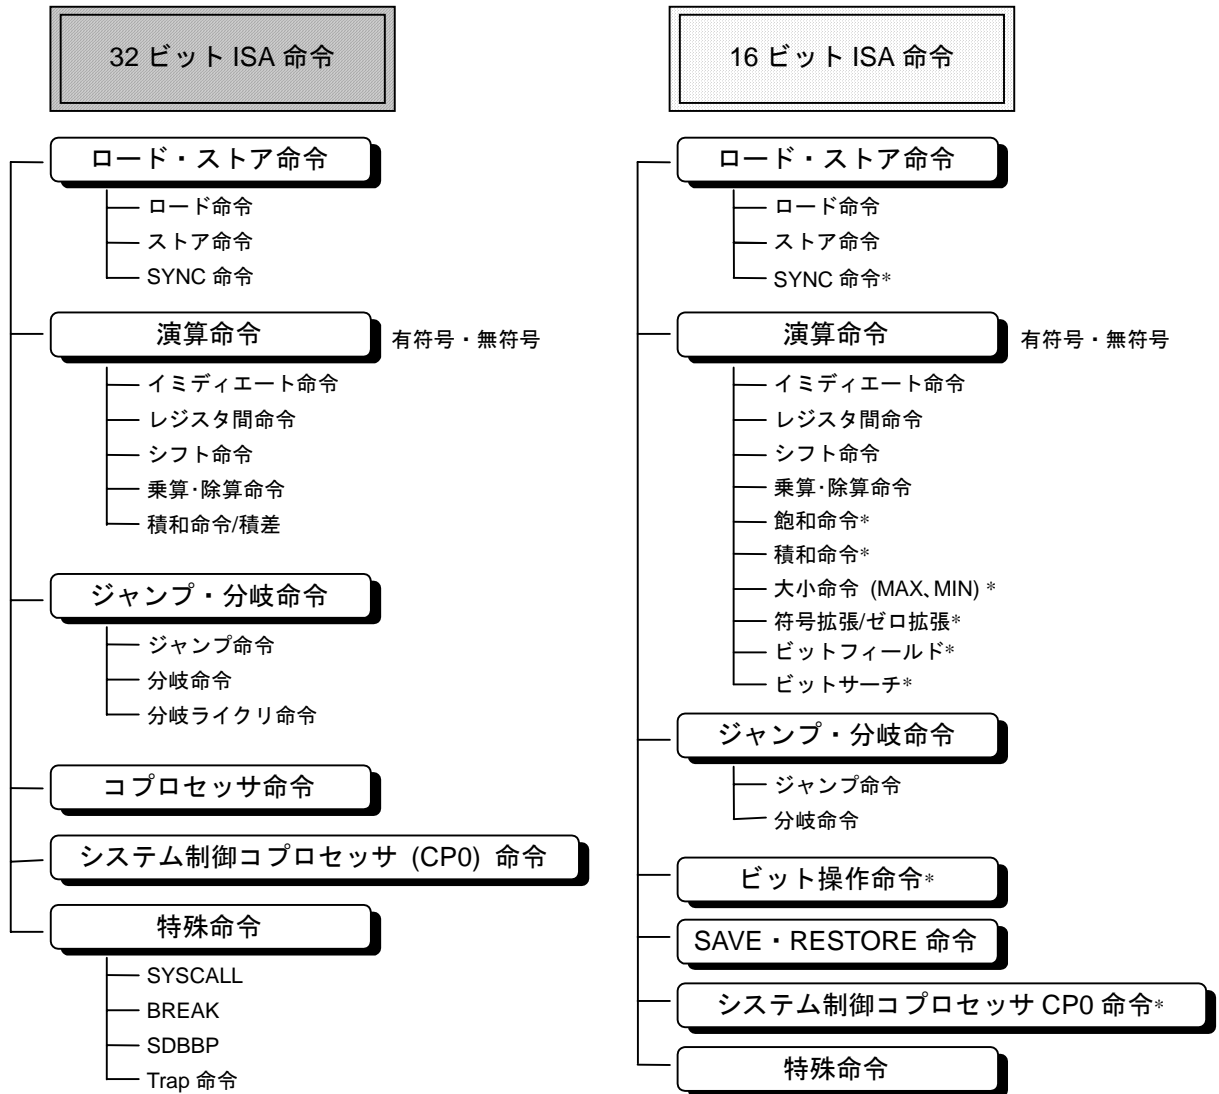 32 ビット ISA 命令
ロード・ストア命令
ロード命令
ストア命令
SYNC 命令
演算命令
有符号・無符号
イミディエート命令
レジスタ間命令
シフト命令
乗算･除算命令
積和命令/積差
ジャンプ・分岐命令
ジャンプ命令
分岐命令
分岐ライクリ命令
コプロセッサ命令
システム制御コプロセッサ (CP0) 命令
特殊命令
SYSCALL
BREAK
SDBBP
Trap 命令
16 ビット ISA 命令
ロード・ストア命令
ロード命令
ストア命令
SYNC 命令*
演算命令
有符号・無符号
イミディエート命令
レジスタ間命令
シフト命令
乗算･除算命令
飽和命令*
積和命令*
大小命令 (MAX、MIN) *
符号拡張/ゼロ拡張*
ビットフィールド*
ビットサーチ*
ジャンプ・分岐命令
ジャンプ命令
分岐命令
ビット操作命令*
SAVE・RESTORE 命令
システム制御コプロセッサ CP0 命令*
特殊命令